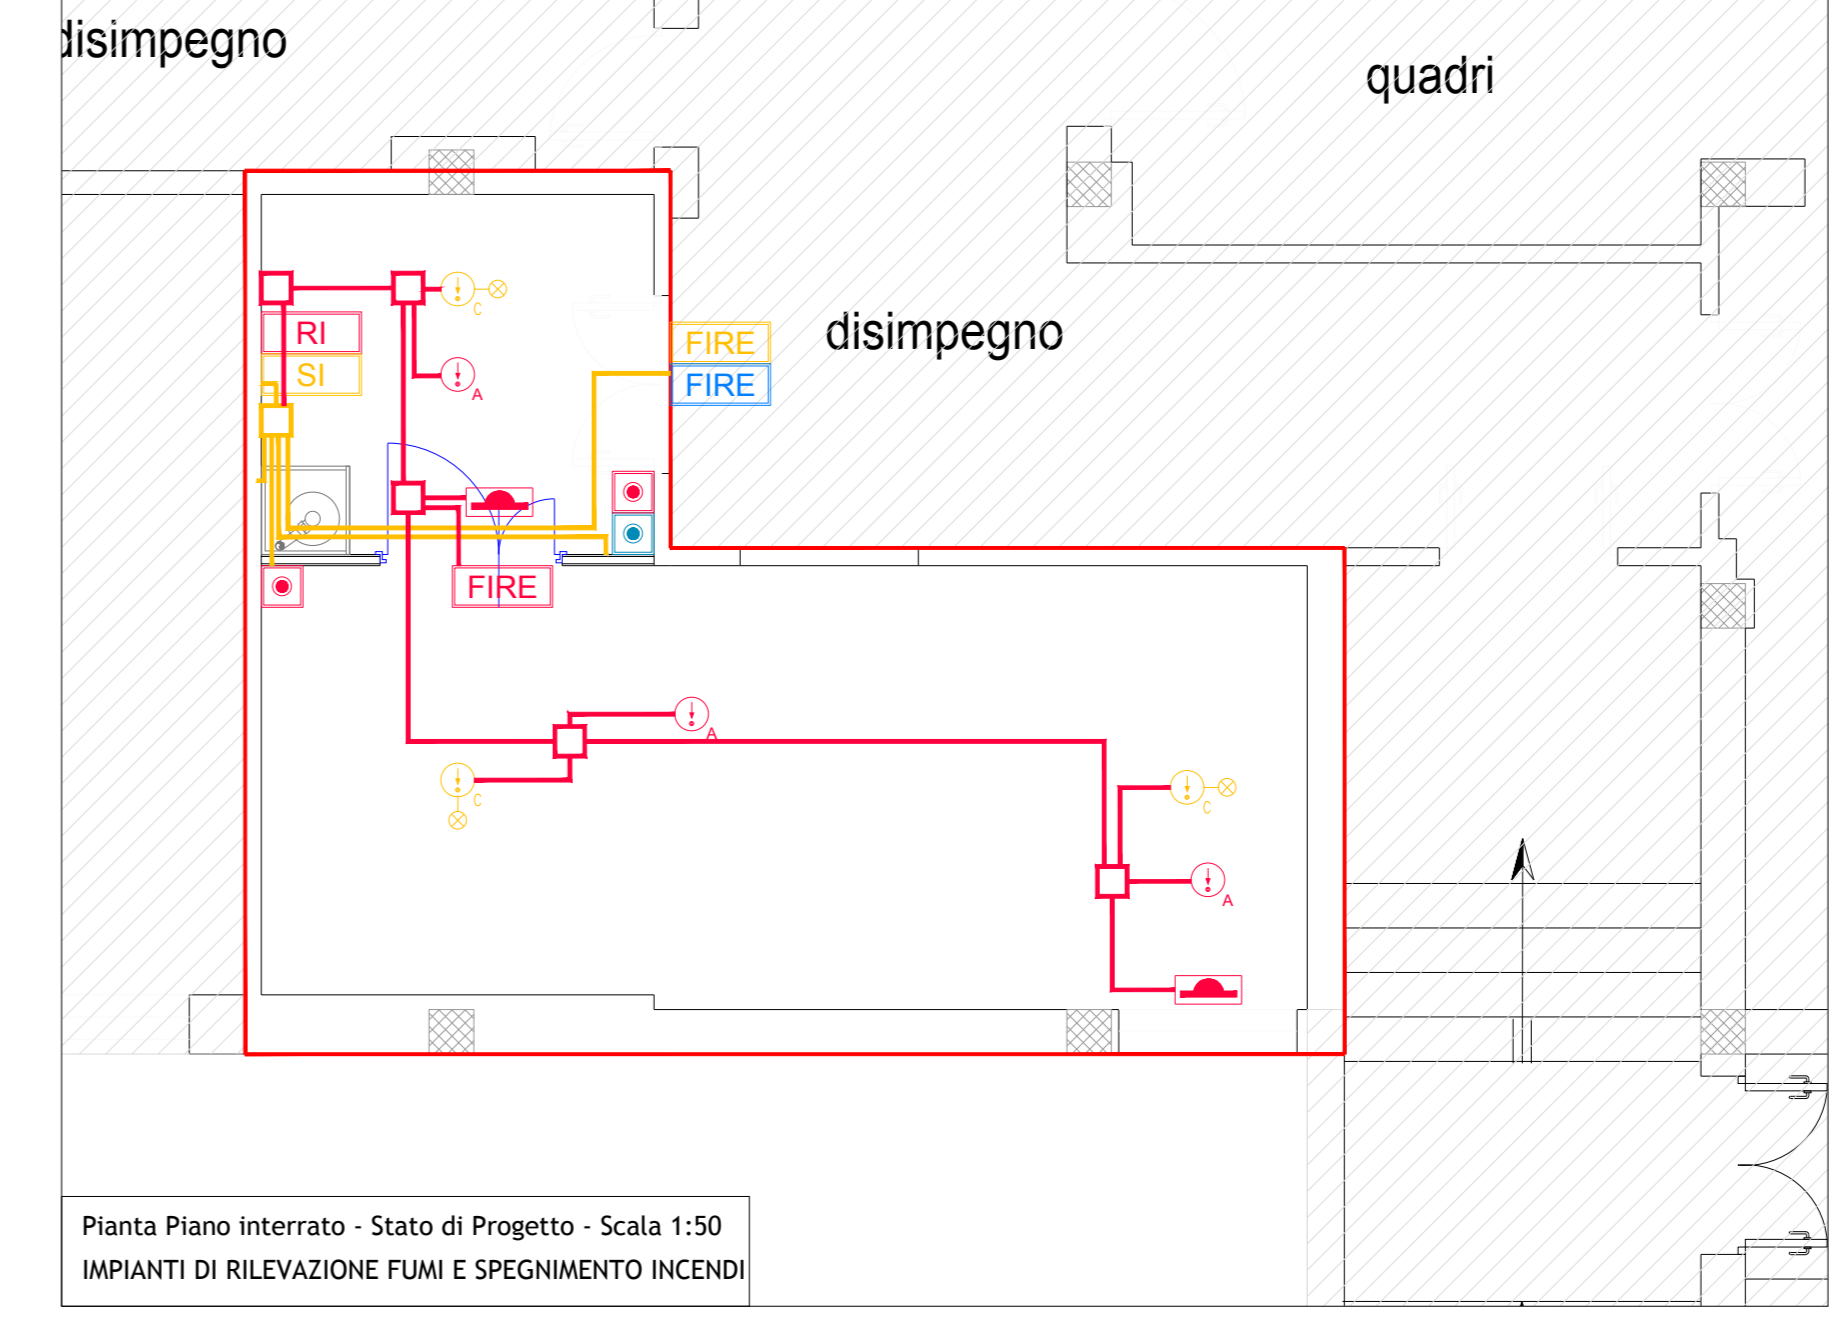 disimpegno
quadri
disimpegno
C
RI
FIRE
SI
FIRE
A
FIRE
A
C
C
A
Pianta Piano interrato - Stato di Progetto - Scala 1:50
IMPIANTI DI RILEVAZIONE FUMI E SPEGNIMENTO INCENDI